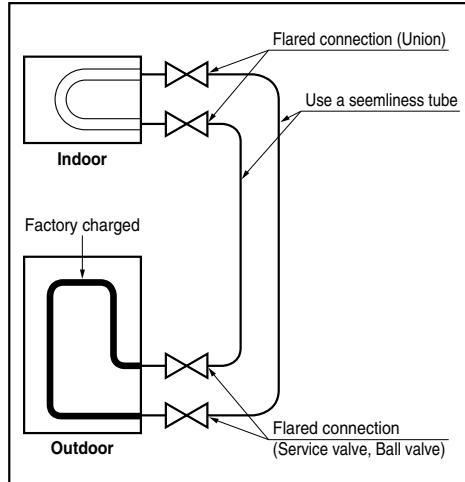 Flared connection (Union)
Use a seemliness tube
Indoor
Factory charged
Outdoor
Flared connection
(Service valve, Ball valve)